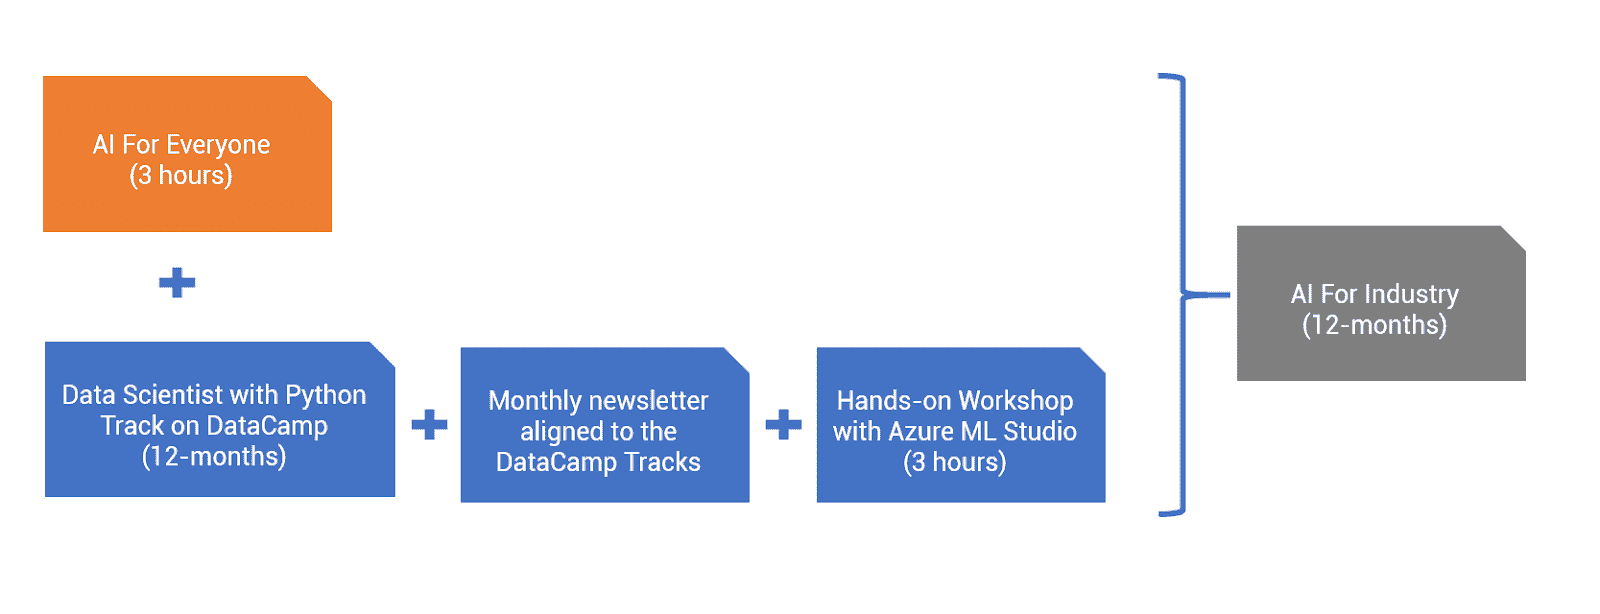 AI For Everyone
(3 hours)
Data Scientist with Python
Track on DataCamp
(12-months)
Monthly newsletter
aligned to the
DataCamp Tracks
Hands-on Workshop
with Azure ML Studio
(3 hours)
AI For Industry
(12-months)